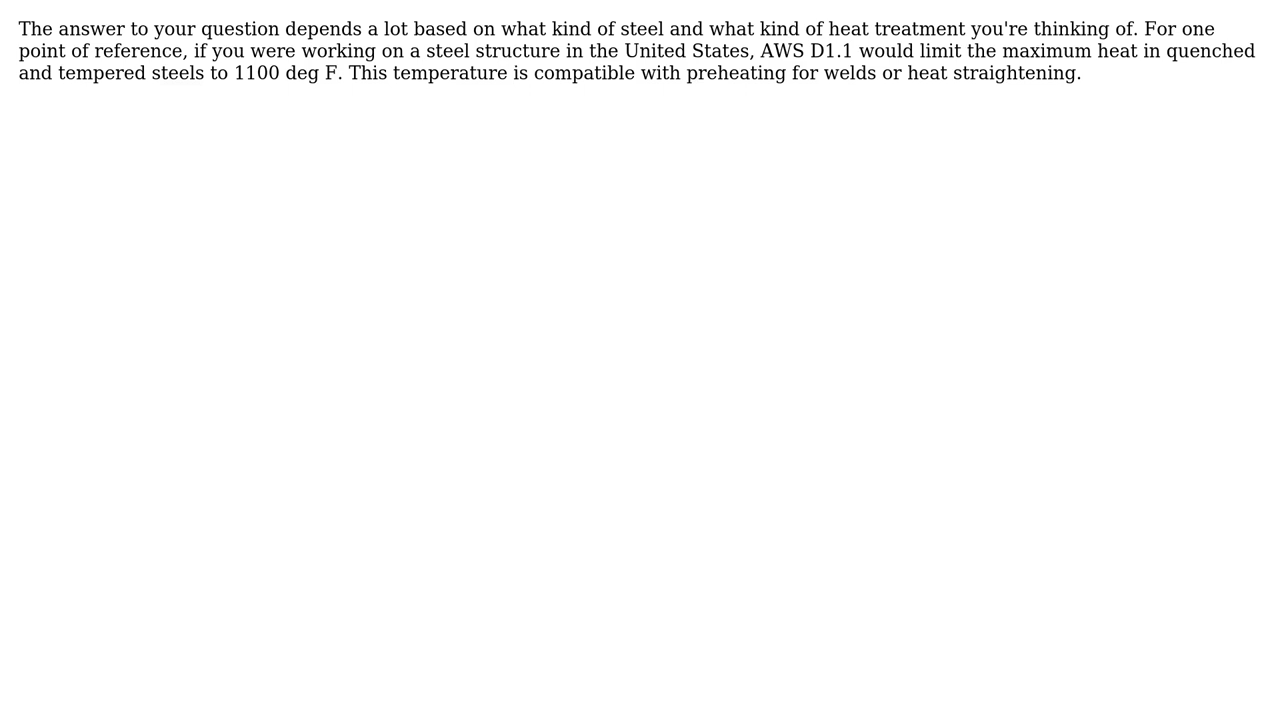 The answer to your question depends a lot based on what kind of steel and what kind of heat treatment you're thinking of. For one
point of reference, if you were working on a steel structure in the United States, AWS D1.1 would limit the maximum heat in quenched
and tempered steels to 1100 deg F. This temperature is compatible with preheating for welds or heat straightening.